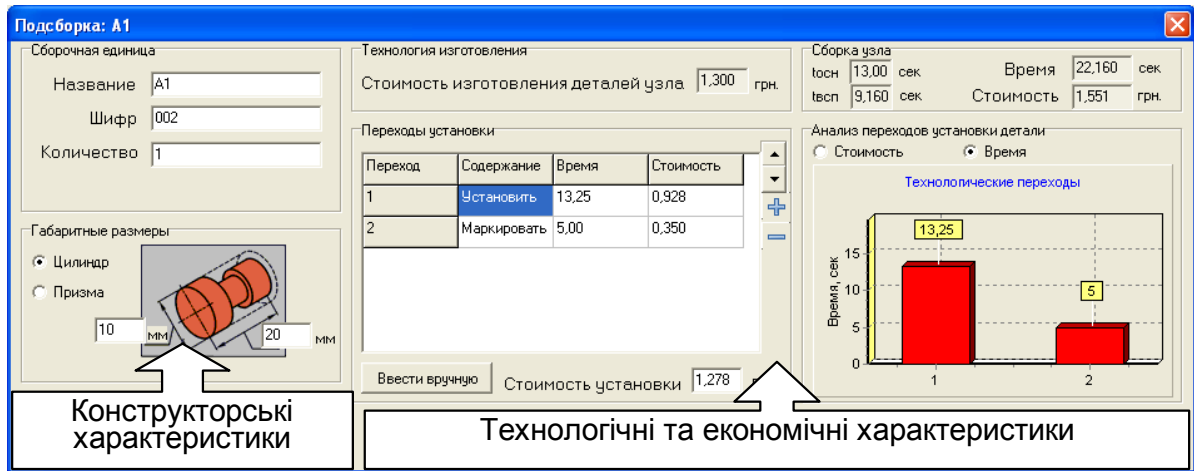 Подсборка: А1
Сборочная единица
Название А1
Шифр 002
Количество 1
Габаритные размеры
Цилиндр
Призма
10 мм 20 мм
Технология изготовления
Стоимость изготовления деталей узла 1,300 грн.
Переходы установки
Переход Содержание Время Стоимость
1 Установить 13,25 0,928
2 Маркировать 5,00 0,350
Ввести вручную Стоимость установки 1,278
Сборка узла
tосн 13,00 сек Время 22,160 сек
tвсп 9,160 сек Стоимость 1,551 грн.
Анализ переходов установки детали
Стоимость Время
Технологические переходы
Время, сек
15
10
5
0
13,25
5
1 2
Конструкторські
характеристики
Технологічні та економічні характеристики